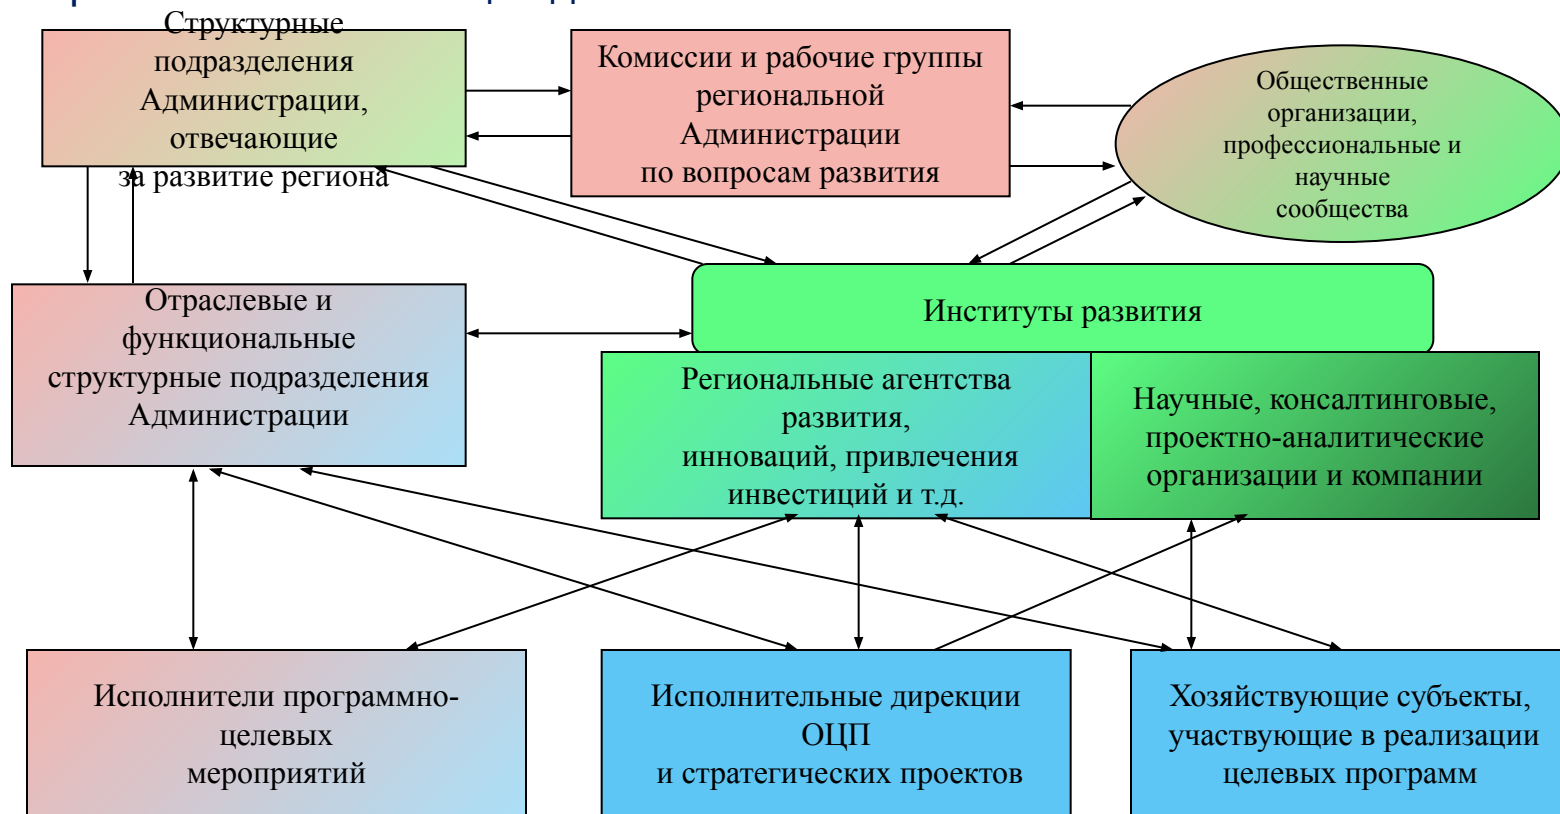 Структурные
подразделения
Администрации,
отвечающие
за развитие региона
Комиссии и рабочие группы
региональной
Администрации
по вопросам развития
Общественные
организации,
профессиональные и
научные
сообщества
Отраслевые и
функциональные
структурные подразделения
Администрации
Институты развития
Региональные агентства
развития,
инноваций, привлечения
инвестиций и т.д.
Научные, консалтинговые,
проектно-аналитические
организации и компании
Исполнители программно-
целевых
мероприятий
Исполнительные дирекции
ОЦП
и стратегических проектов
Хозяйствующие субъекты,
участвующие в реализации
целевых программ